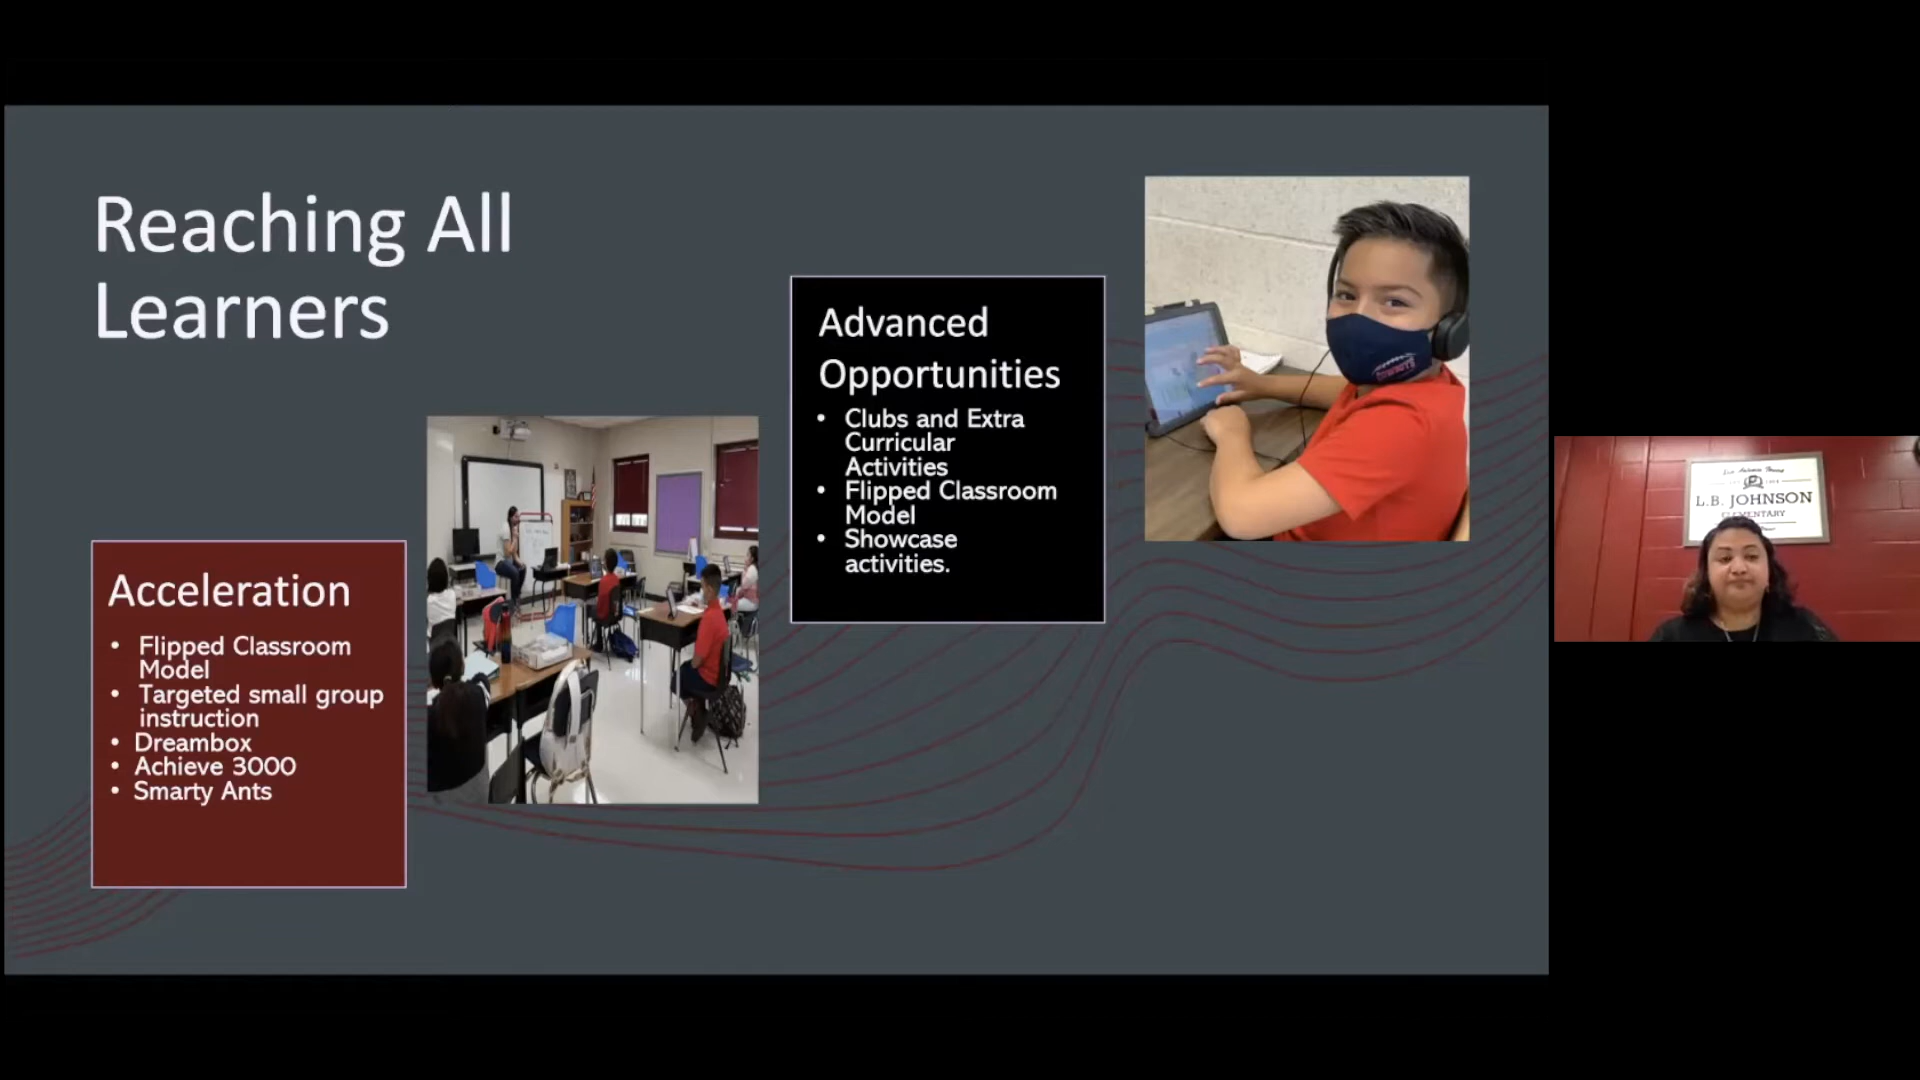 Reaching All
Learners
Acceleration
• Flipped Classroom
Model
• Targeted small group
instruction
• Dreambox
• Achieve 3000
• Smarty Ants
Advanced
Opportunities
• Clubs and Extra
Curricular
Activities
• Flipped Classroom
Model
• Showcase
activities.
L.B. JOHNSON
ELEMENTARY